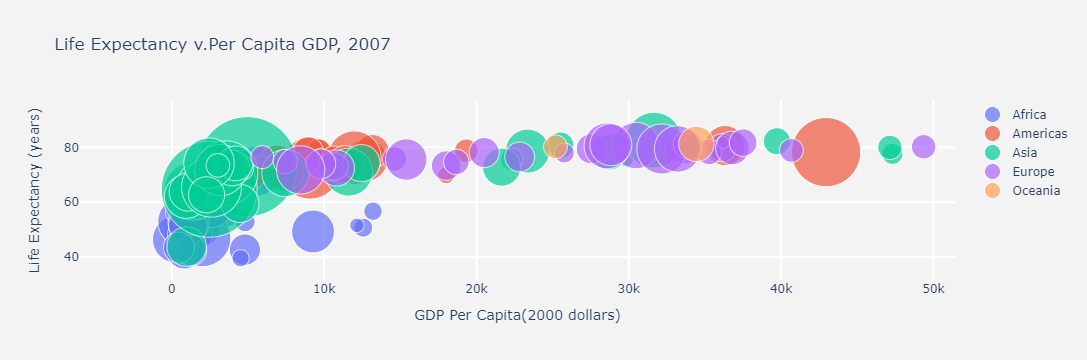 Life Expectancy v.Per Capita GDP, 2007
Life Expectancy (years)
80
60
40
0
10k
20k
30k
40k
50k
GDP Per Capita(2000 dollars)
Africa
Americas
Asia
Europe
Oceania